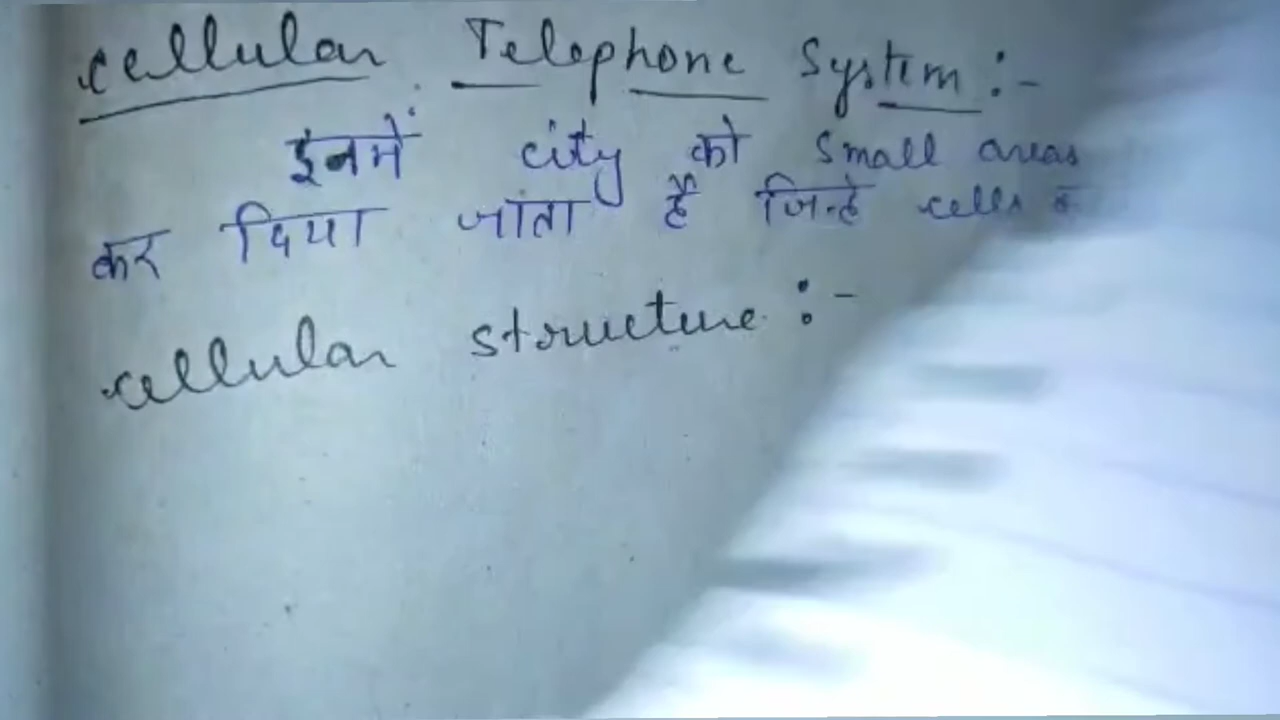 cellular Telephone System :-
इनमें city को small areas
कर दिया जाता है जिन्हे cells
cellular structure :-